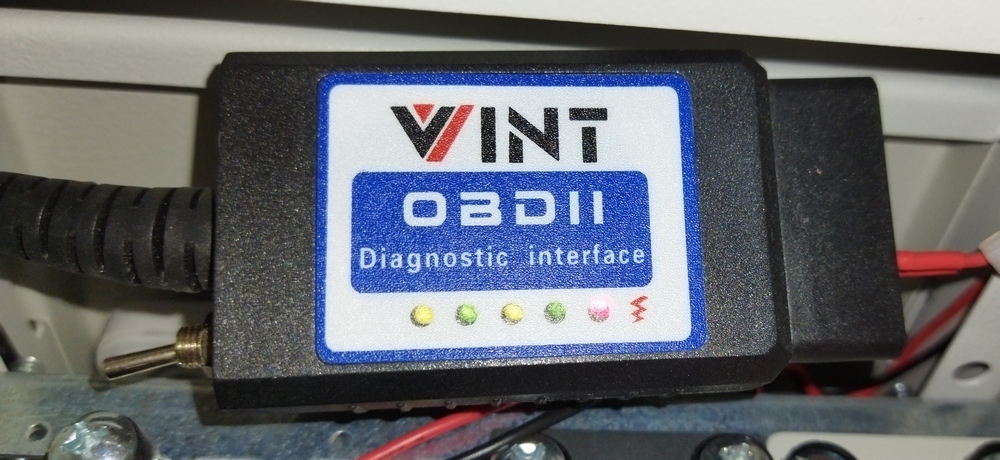 VINT
OBDII
Diagnostic interface